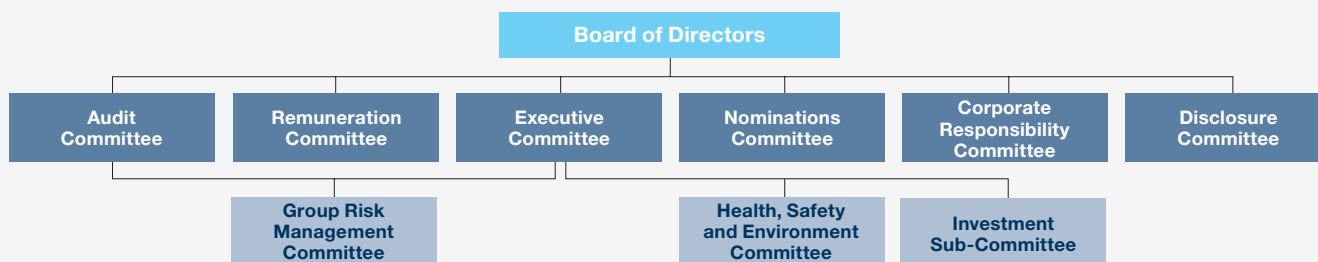 Board of Directors
Audit
Committee
Remuneration
Committee
Executive
Committee
Nominations
Committee
Corporate
Responsibility
Committee
Disclosure
Committee
Group Risk
Management
Committee
Health, Safety
and Environment
Committee
Investment
Sub-Committee